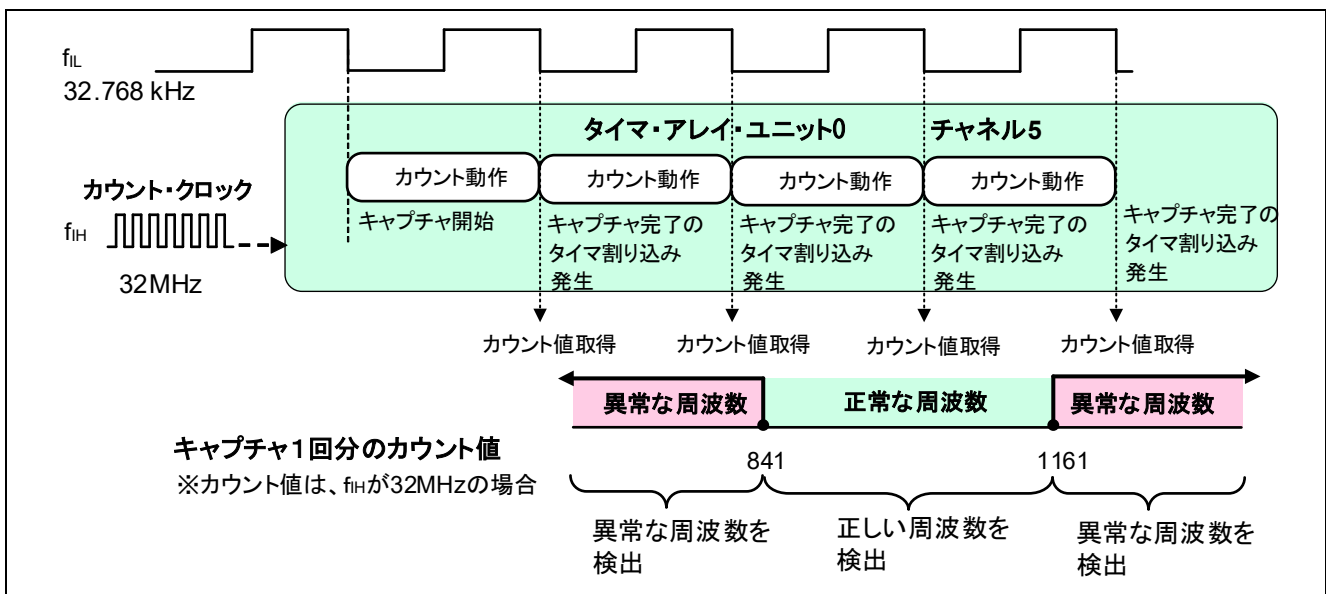 fIL
32.768 kHz
タイマ・アレイ・ユニット0 チャネル5
カウント・クロック
fIH
32MHz
カウント動作 カウント動作 カウント動作 カウント動作
キャプチャ開始
キャプチャ完了の
タイマ割り込み
発生
キャプチャ完了の
タイマ割り込み
発生
キャプチャ完了の
タイマ割り込み
発生
キャプチャ完了の
タイマ割り込み
発生
カウント値取得 カウント値取得 カウント値取得 カウント値取得
異常な周波数 正常な周波数 異常な周波数
キャプチャ1回分のカウント値
※カウント値は、fIHが32MHzの場合
841 1161
異常な周波数を
検出
正しい周波数を
検出
異常な周波数を
検出